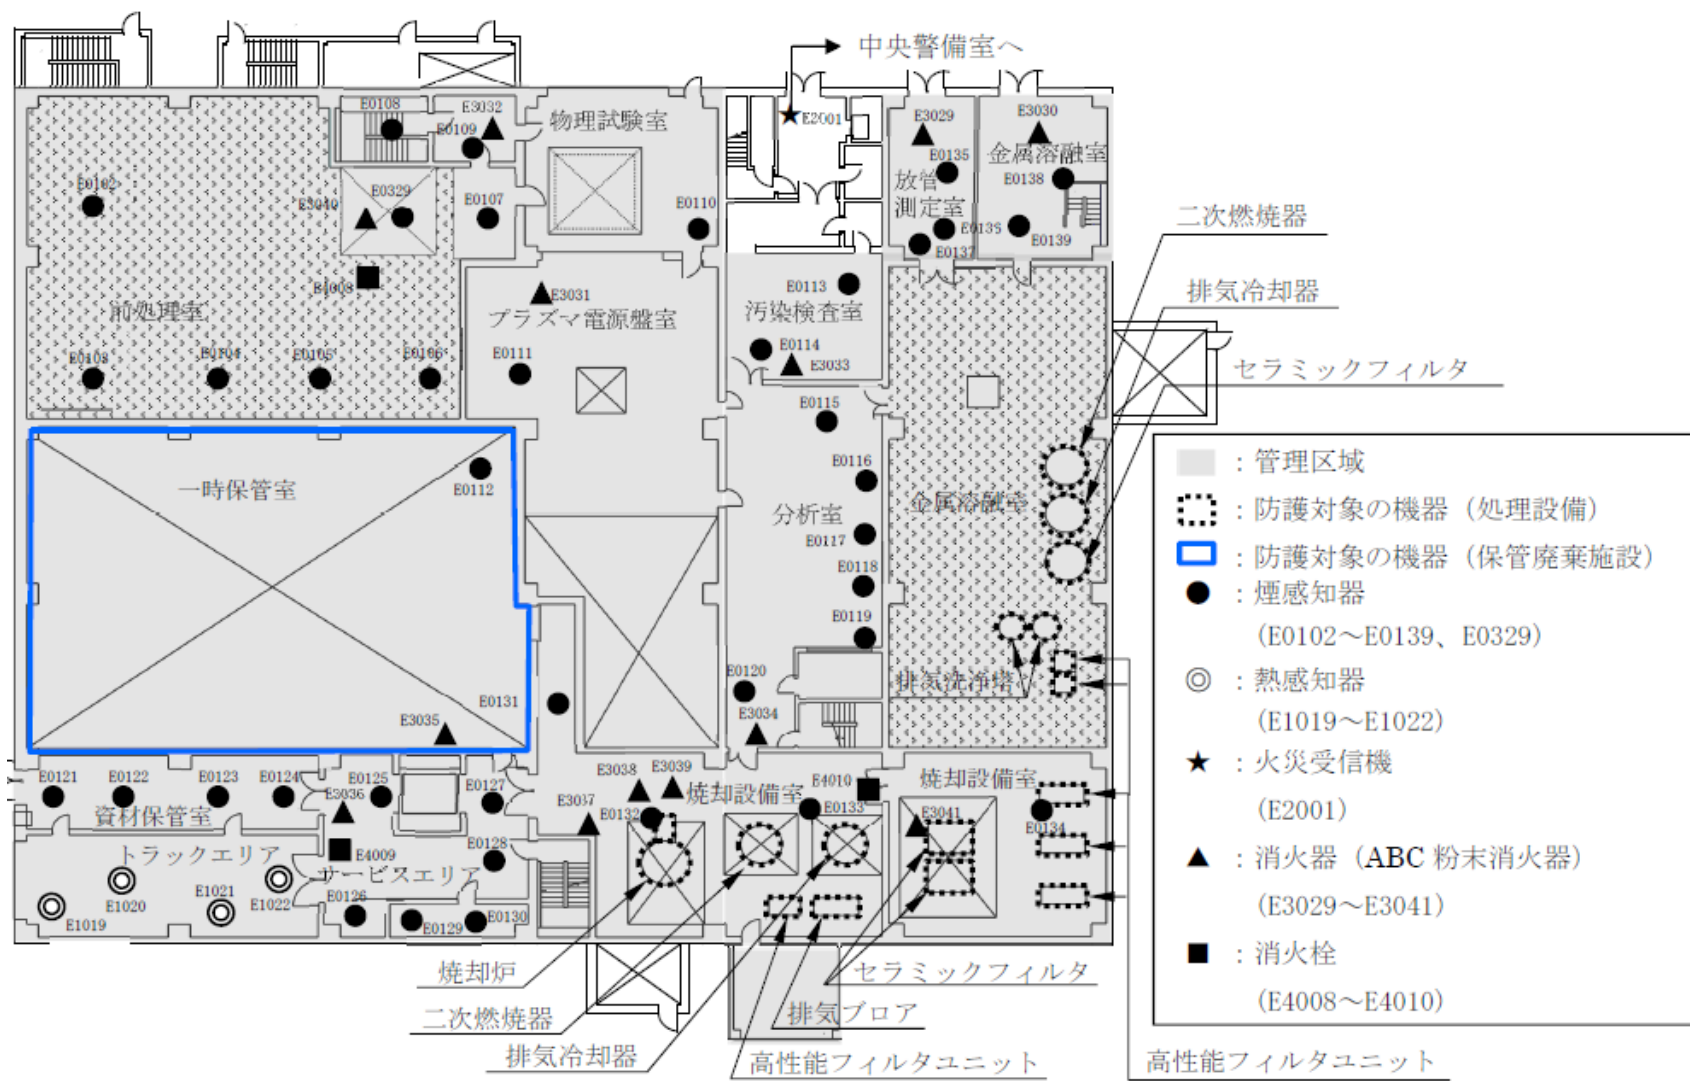 中央警備室へ
E0108
E3032
E0109
物理試験室
E2001
E3029
E3030
E0135
金属溶融室
E0138
放管
測定室
E0102
E0329
E3040
E0107
E0110
E0136
E0137
E0139
二次燃焼器
E4008
E3031
E0113
排気冷却器
前処理室
プラズマ電源盤室
汚染検査室
E0103
E0104
E0105
E0106
E0111
E0114
E3033
セラミックフィルタ
E0115
E0112
E0116
一時保管室
金属溶融室
分析室
E0117
E0118
E0119
E0120
排気洗浄塔
E0131
E3035
E3034
E0121
E0122
E0123
E0124
E0125
E0127
E3036
E3038
E3039
E4010
焼却設備室
焼却設備室
E3037
E0132
E0133
E3041
E0134
資材保管室
トラックエリア
E4009
E0128
サービスエリア
E1019
E1020
E1021
E1022
E0126
E0129
E0130
焼却炉
二次燃焼器
排気冷却器
セラミックフィルタ
排気ブロア
高性能フィルタユニット
高性能フィルタユニット
：管理区域
：防護対象の機器（処理設備）
：防護対象の機器（保管廃棄施設）
：煙感知器
（E0102～E0139、E0329）
：熱感知器
（E1019～E1022）
：火災受信機
（E2001）
：消火器（ABC 粉末消火器）
（E3029～E3041）
：消火栓
（E4008～E4010）